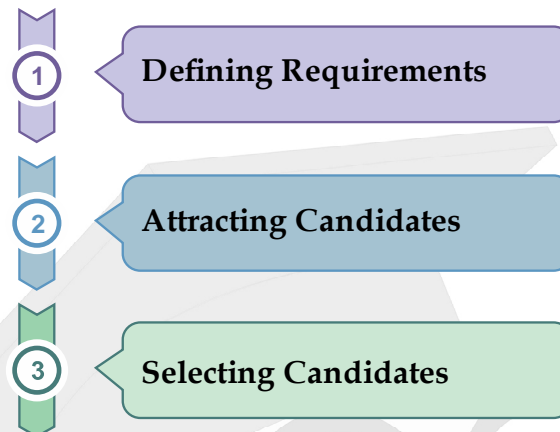 1
Defining Requirements
2
Attracting Candidates
3
Selecting Candidates